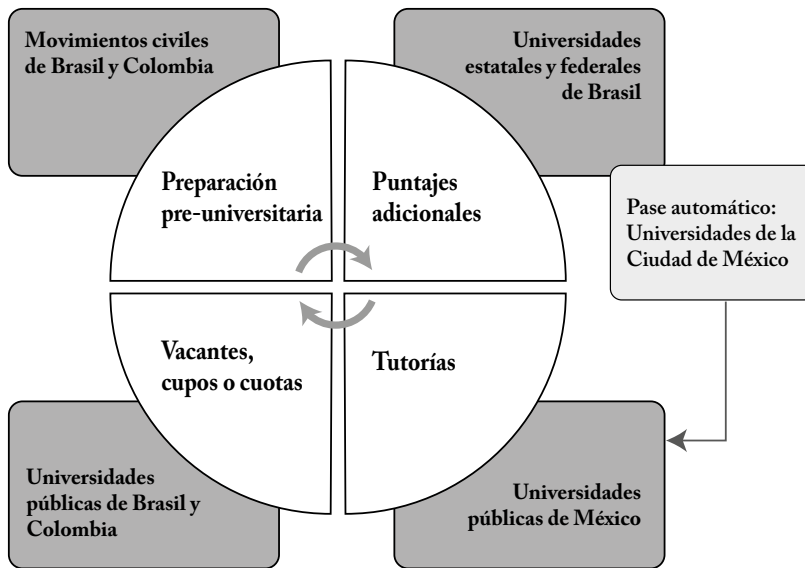 Movimientos civiles
de Brasil y Colombia
Universidades
estatales y federales
de Brasil
Preparación
pre-universitaria
Puntajes
adicionales
Pase automático:
Universidades de la
Ciudad de México
Vacantes,
cupos o cuotas
Tutorías
Universidades
públicas de Brasil y
Colombia
Universidades
públicas de México